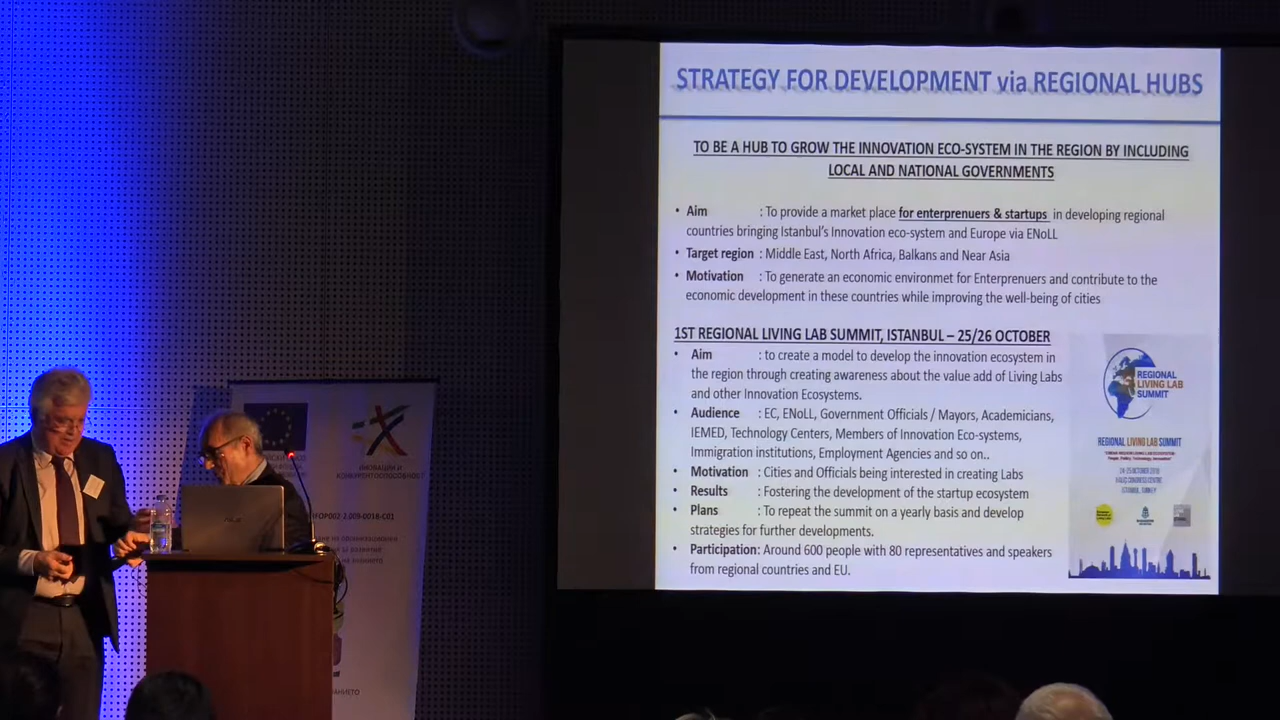 STRATEGY FOR DEVELOPMENT via REGIONAL HUBS
TO BE A HUB TO GROW THE INNOVATION ECO-SYSTEM IN THE REGION BY INCLUDING
LOCAL AND NATIONAL GOVERNMENTS
• Aim : To provide a market place for enterprenuers & startups in developing regional
countries bringing Istanbul's Innovation eco-system and Europe via ENoLL
• Target region : Middle East, North Africa, Balkans and Near Asia
• Motivation : To generate an economic environmet for Enterprenuers and contribute to the
economic development in these countries while improving the well-being of cities
1ST REGIONAL LIVING LAB SUMMIT, ISTANBUL – 25/26 OCTOBER
• Aim : to create a model to develop the innovation ecosystem in
the region through creating awareness about the value add of Living Labs
and other Innovation Ecosystems.
• Audience : EC, ENoLL, Government Officials / Mayors, Academicians,
IEMED, Technology Centers, Members of Innovation Eco-systems,
Immigration institutions, Employment Agencies and so on..
• Motivation : Cities and Officials being interested in creating Labs
• Results : Fostering the development of the startup ecosystem
• Plans : To repeat the summit on a yearly basis and develop
strategies for further developments.
• Participation: Around 600 people with 80 representatives and speakers
from regional countries and EU.
REGIONAL
LIVING LAB
SUMMIT
REGIONAL LIVING LAB SUMMIT
ИНОВАЦИИ И
КОНКУРЕНТОСПОСОБНОСТ